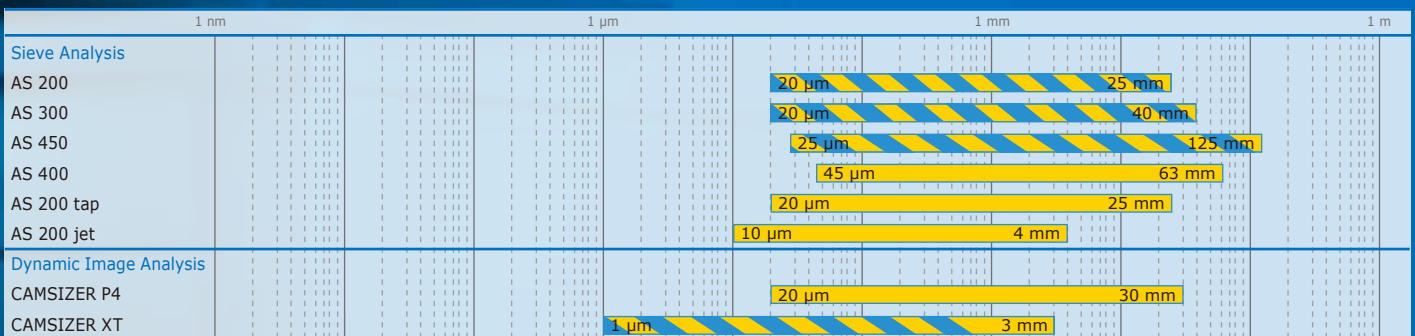 1 nm 1 µm 1 mm 1 m
Sieve Analysis
AS 200 20 µm 25 mm
AS 300 20 µm 40 mm
AS 450 25 µm 125 mm
AS 400 45 µm 63 mm
AS 200 tap 20 µm 25 mm
AS 200 jet 10 µm 4 mm
Dynamic Image Analysis
CAMSIZER P4 20 µm 30 mm
CAMSIZER XT 1 µm 3 mm